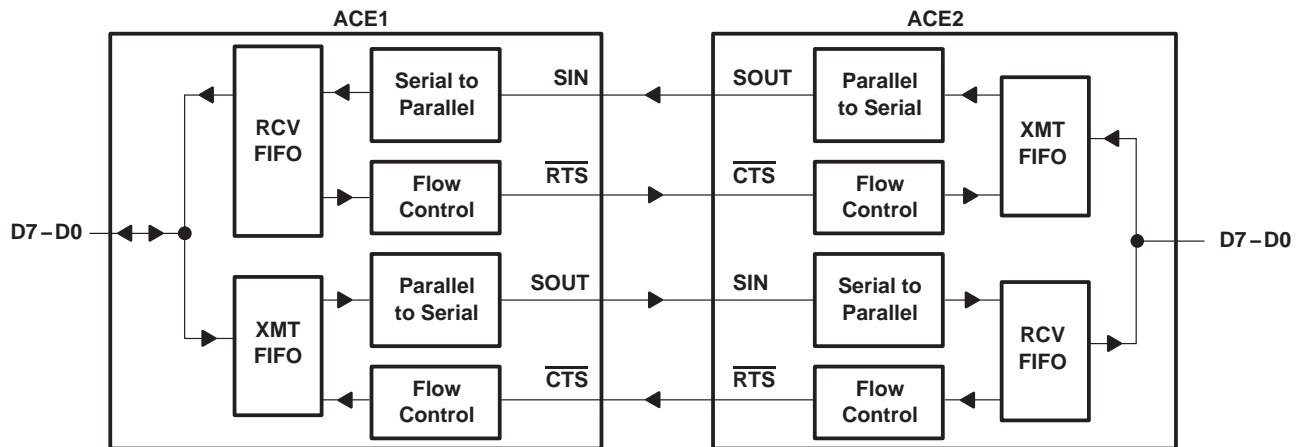 ACE1
ACE2
RCV
FIFO
Serial to
Parallel
SIN
SOUT
Parallel
to Serial
XMT
FIFO
Flow
Control
RTS
CTS
Flow
Control
D7–D0
D7–D0
XMT
FIFO
Parallel
to Serial
SOUT
SIN
Serial to
Parallel
RCV
FIFO
Flow
Control
CTS
RTS
Flow
Control